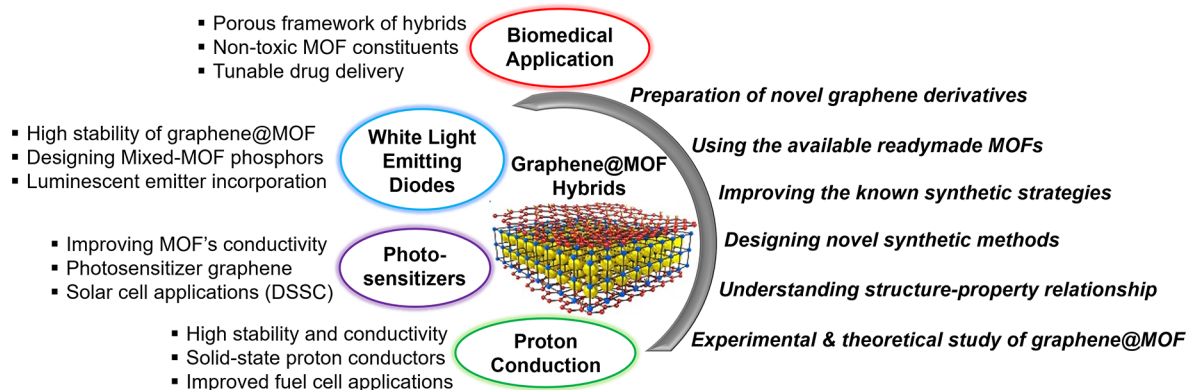 ▪ Porous framework of hybrids
▪ Non-toxic MOF constituents
▪ Tunable drug delivery
Biomedical
Application
▪ High stability of graphene@MOF
▪ Designing Mixed-MOF phosphors
▪ Luminescent emitter incorporation
White Light
Emitting
Diodes
▪ Improving MOF's conductivity
▪ Photosensitizer graphene
▪ Solar cell applications (DSSC)
Photo-
sensitizers
▪ High stability and conductivity
▪ Solid-state proton conductors
▪ Improved fuel cell applications
Proton
Conduction
Graphene@MOF
Hybrids
Preparation of novel graphene derivatives
Using the available readymade MOFs
Improving the known synthetic strategies
Designing novel synthetic methods
Understanding structure-property relationship
Experimental & theoretical study of graphene@MOF